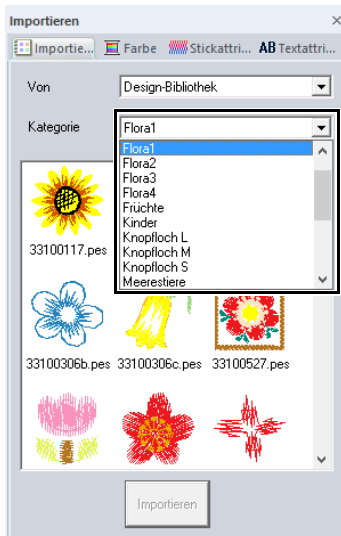 Importieren
Importie... Farbe Stickattri... AB Textattri...
Von Design-Bibliothek
Kategorie Flora1
Flora1
Flora2
Flora3
Flora4
Früchte
Kinder
Knopfloch L
Knopfloch M
Knopfloch S
Meerestiere
33100117.pes
33100306b.pes 33100306c.pes 33100527.pes
Importieren